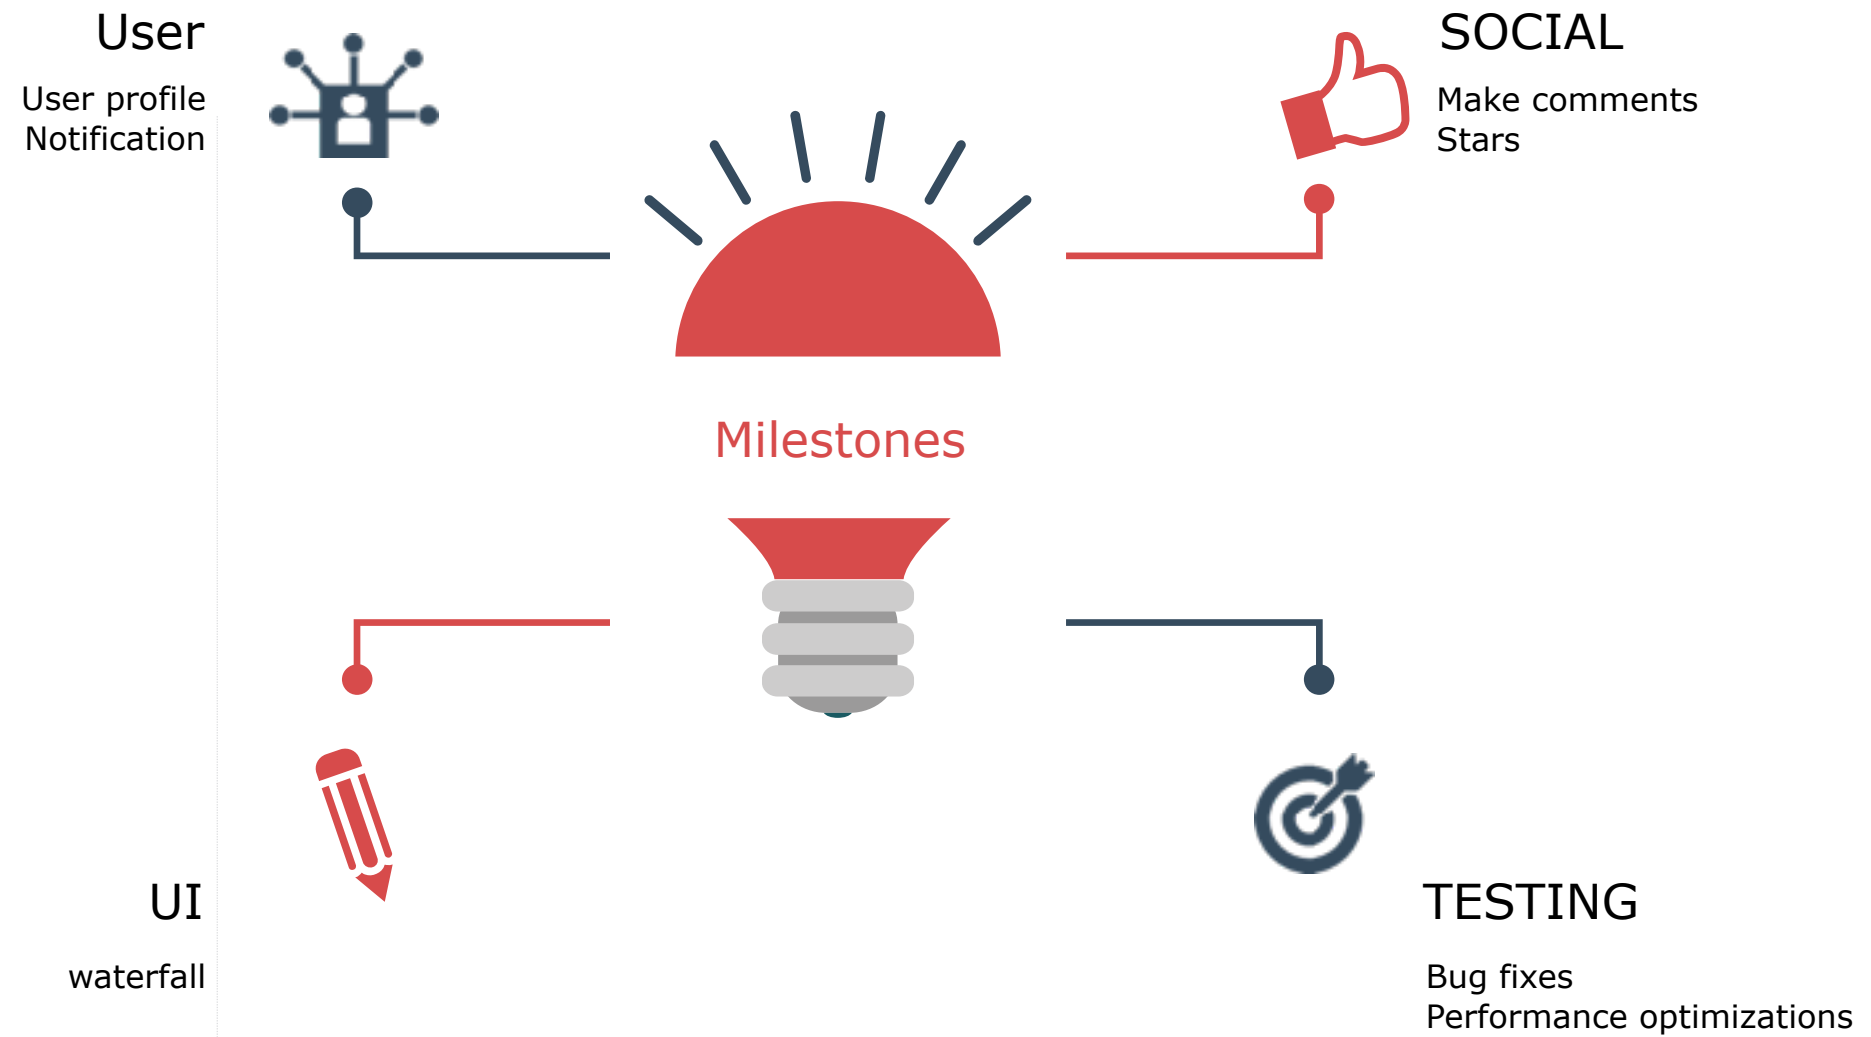 User
User profile
Notification
SOCIAL
Make comments
Stars
Milestones
UI
waterfall
TESTING
Bug fixes
Performance optimizations